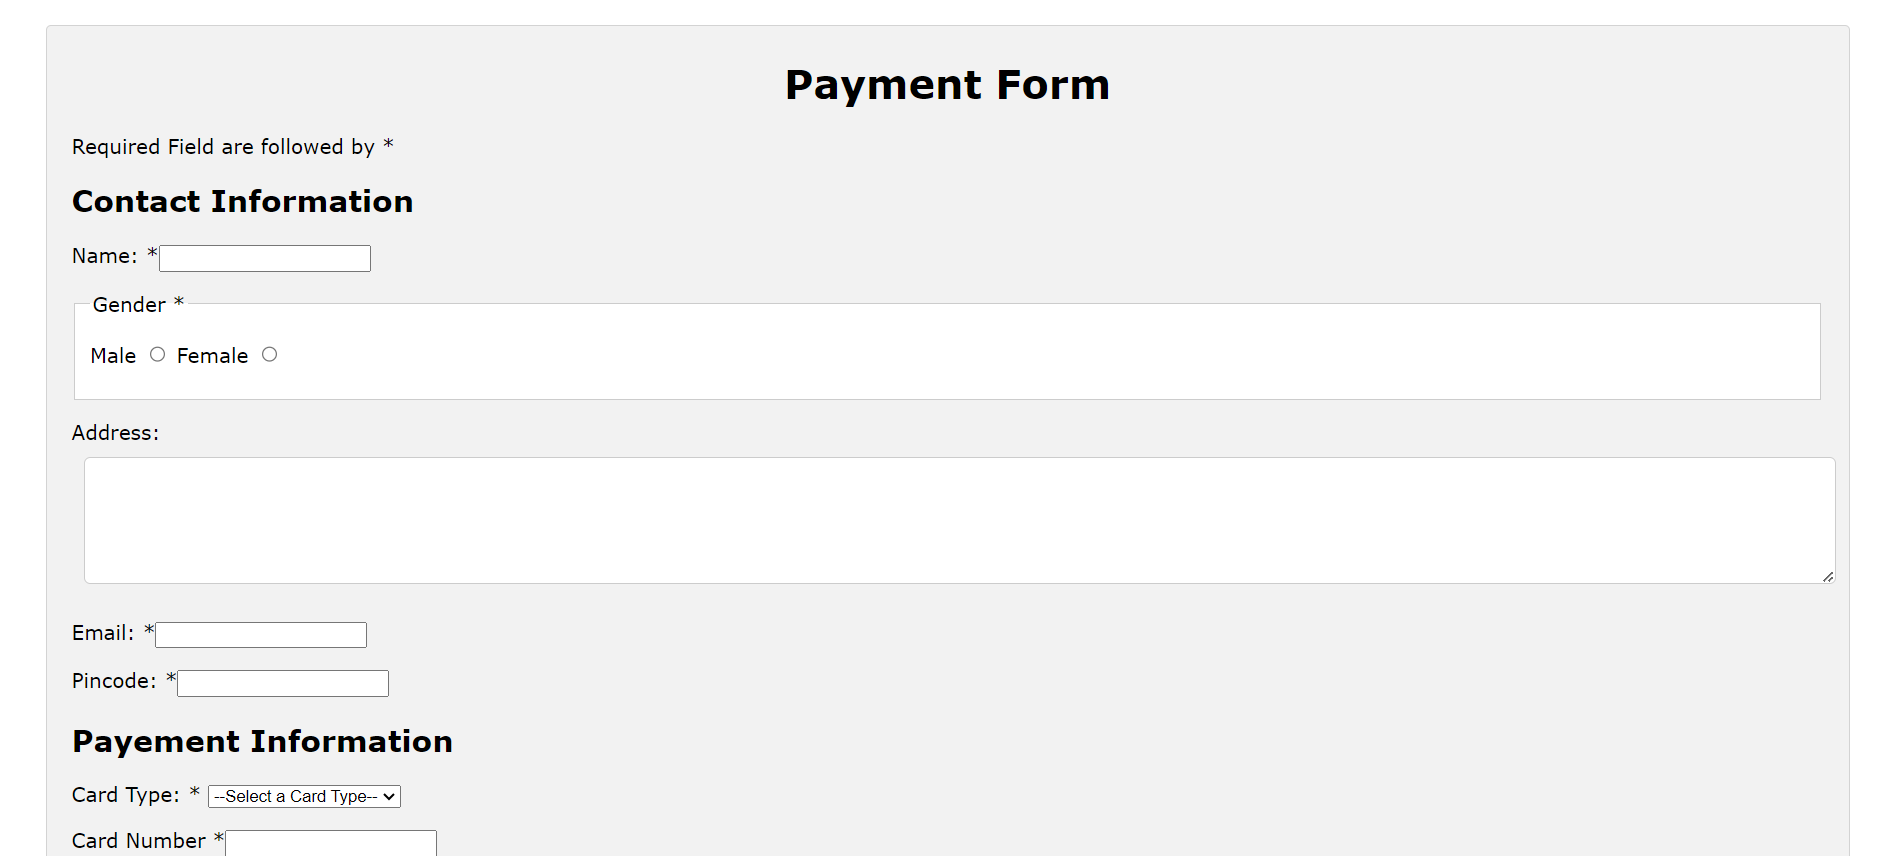 Payment Form
Required Field are followed by *
Contact Information
Name: *
Gender *
Male Female
Address:
Email: *
Pincode: *
Payement Information
Card Type: * --Select a Card Type--
Card Number *